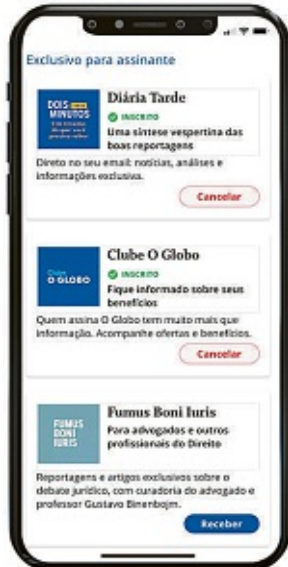 Exclusivo para assinante
DOIS
MINUTOS
Diária Tarde
INSCRITO
Uma síntese vespertina das
boas reportagens
Direto no seu email: notícias, análises e
informações exclusiva.
Cancelar
Clube
O GLOBO
Clube O Globo
INSCRITO
Fique informado sobre seus
benefícios
Quem assina O Globo tem muito mais que
informação. Acompanhe ofertas e benefícios.
Cancelar
FUMUS
BONI
IURIS
Fumus Boni Iuris
Para advogados e outros
profissionais do Direito
Reportagens e artigos exclusivos sobre o
debate jurídico, com curadoria do advogado e
professor Gustavo Binenbojm.
Receber